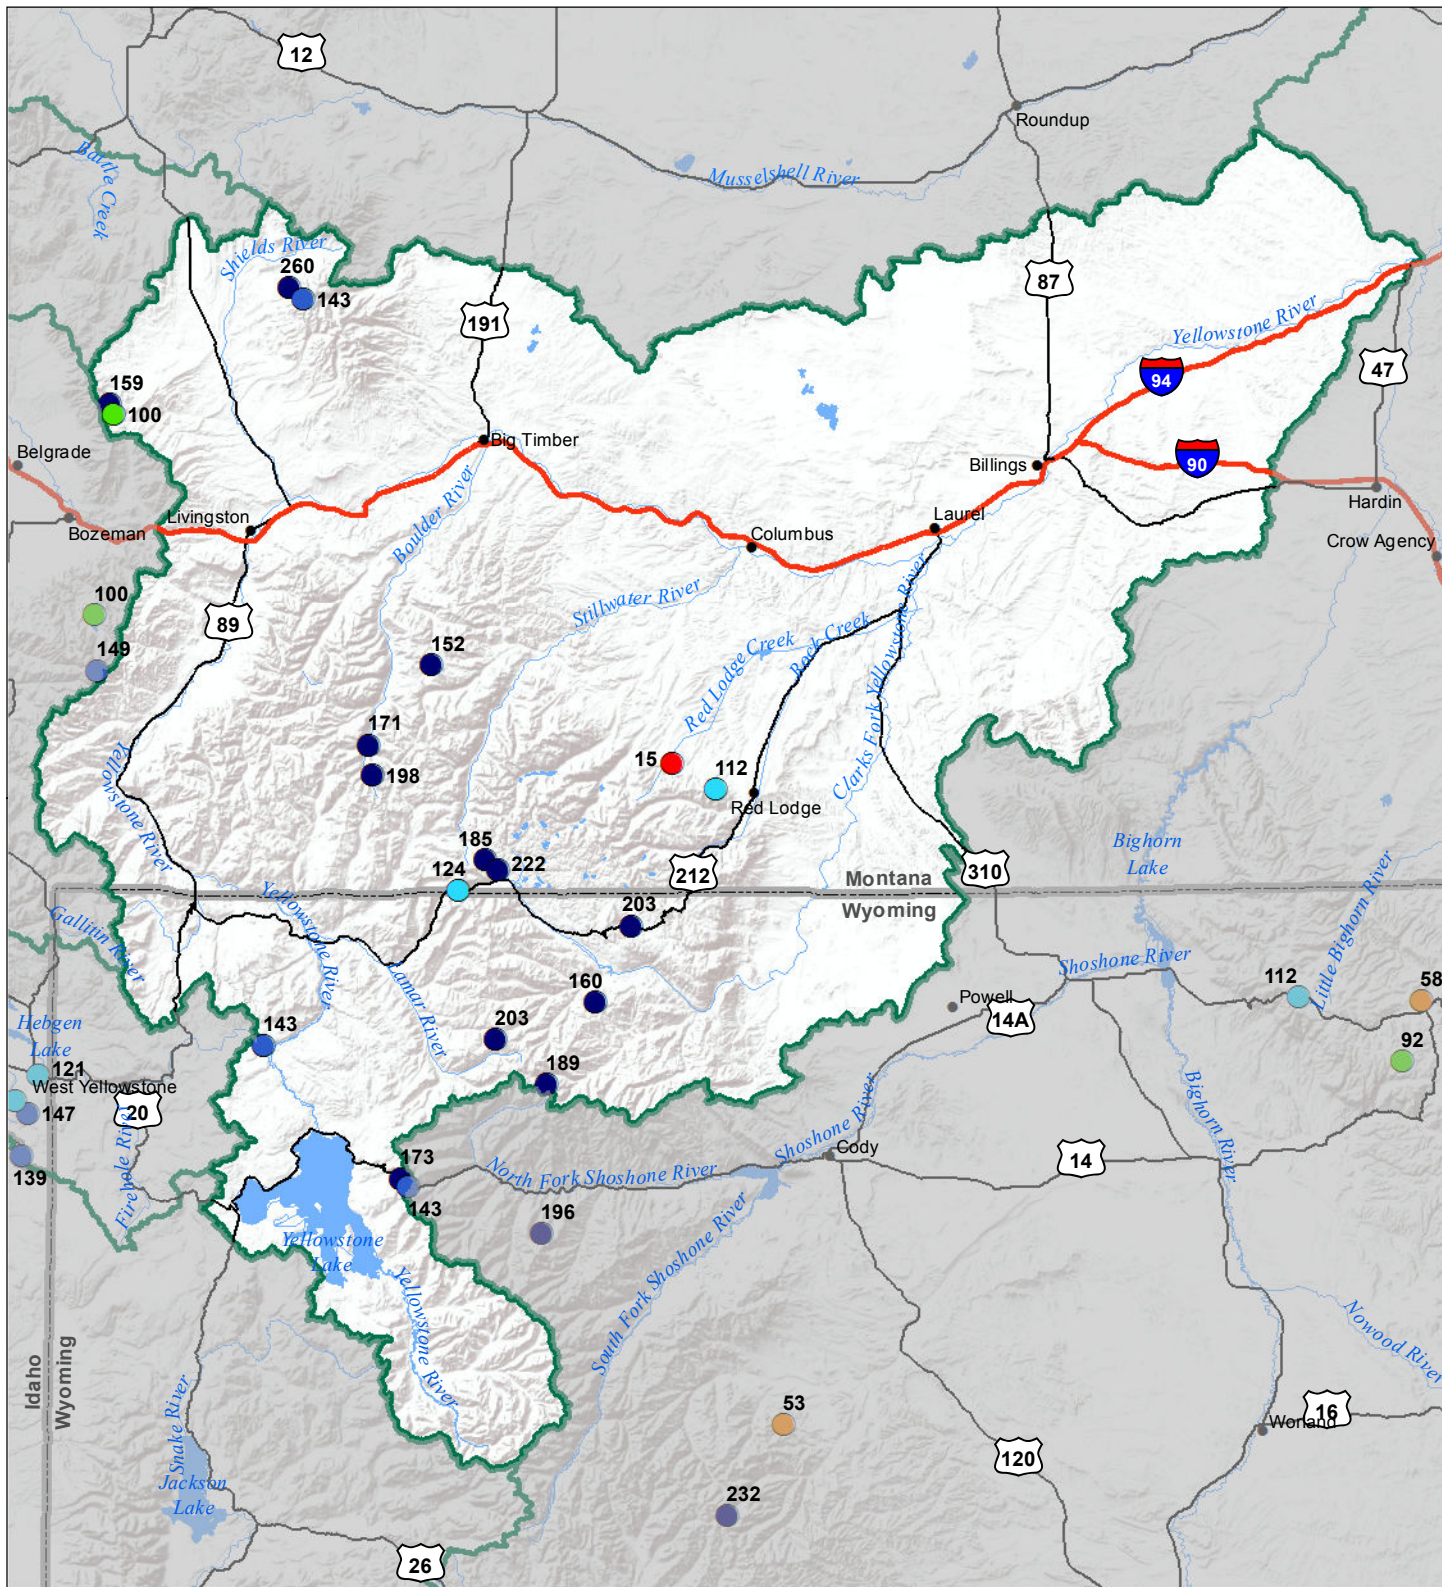 12
Roundup
Battle Creek
Musselshell River
Shields River
260
143
87
191
Yellowstone River
94
47
159
100
Belgrade
Big Timber
Billings
90
Hardin
Bozeman
Livingston
Laurel
Columbus
Crow Agency
Boulder River
Stillwater River
100
89
149
152
Red Lodge Creek
Rock Creek
Clarks Fork Yellowstone River
171
198
15
112
Red Lodge
Yellowstone River
Bighorn
Lake
185
222
124
212
310
Montana
Wyoming
Yellowstone River
Gallitin River
203
Little Bighorn River
Lamar River
Shoshone River
160
112
58
Powell
14A
Hebgen
Lake
143
203
92
121
West Yellowstone
189
147
20
Firehole River
Shoshone River
Bighorn River
139
Cody
14
173
North Fork Shoshone River
143
196
South Fork Shoshone River
Yellowstone
Lake
Yellowstone River
Nowood River
Idaho
Wyoming
Snake River
53
16
Worland
120
Jackson
Lake
232
26